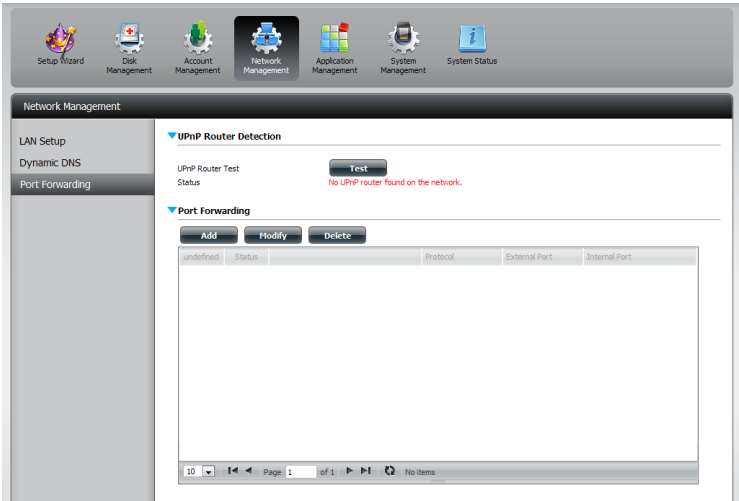 Setup Wizard
Disk Management
Account Management
Network Management
Application Management
System Management
System Status
Network Management
LAN Setup
Dynamic DNS
Port Forwarding
UPnP Router Detection
UPnP Router Test Test
Status No UPnP router found on the network.
Port Forwarding
Add Modify Delete
undefined Status Protocol External Port Internal Port
10 Page 1 of 1 No items